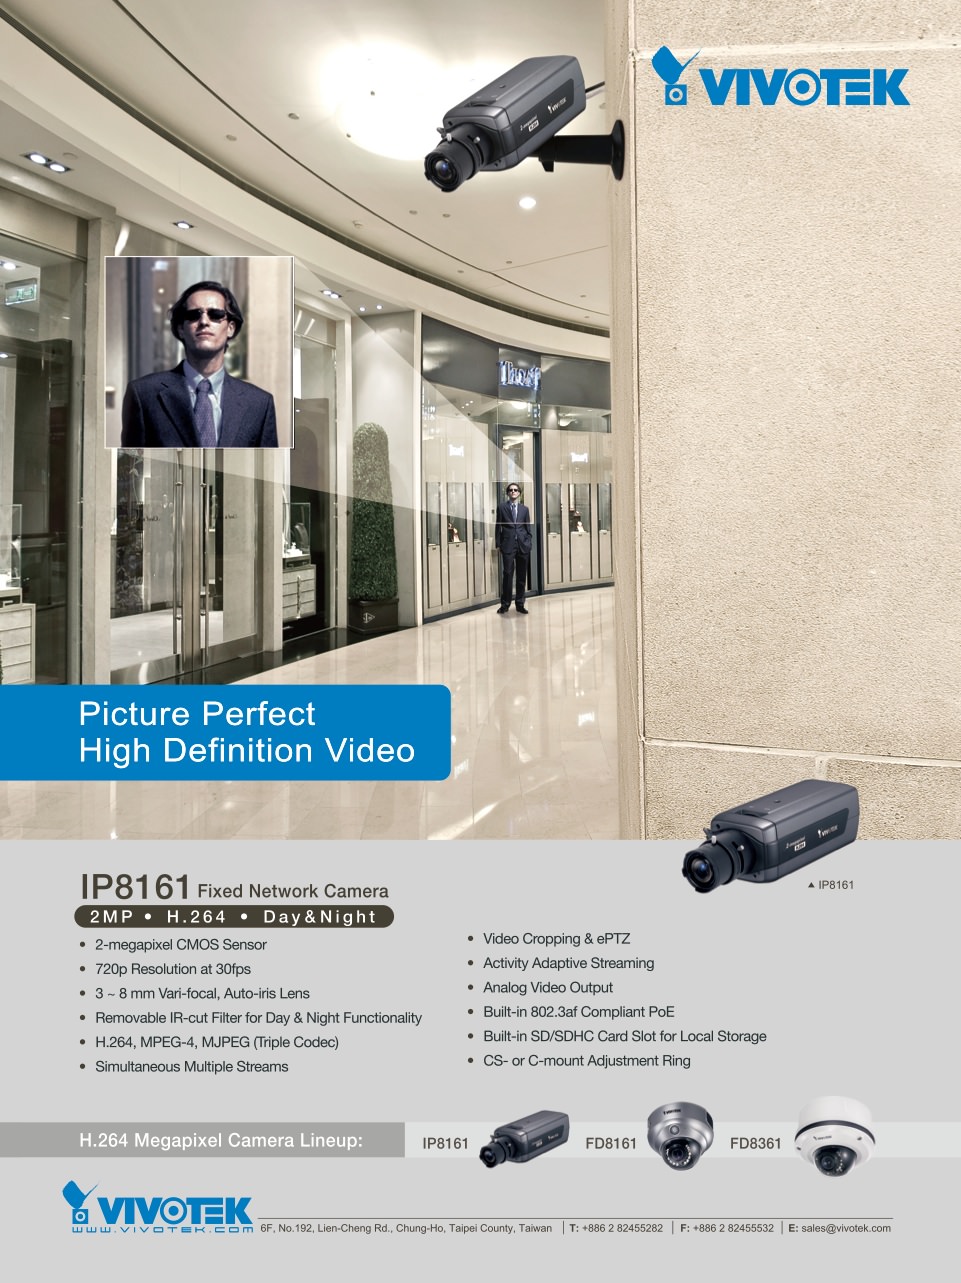 VIVOTEK
Picture Perfect
High Definition Video
IP8161 Fixed Network Camera
2MP • H.264 • Day&Night
• 2-megapixel CMOS Sensor
• 720p Resolution at 30fps
• 3 ~ 8 mm Vari-focal, Auto-iris Lens
• Removable IR-cut Filter for Day & Night Functionality
• H.264, MPEG-4, MJPEG (Triple Codec)
• Simultaneous Multiple Streams
▲ IP8161
• Video Cropping & ePTZ
• Activity Adaptive Streaming
• Analog Video Output
• Built-in 802.3af Compliant PoE
• Built-in SD/SDHC Card Slot for Local Storage
• CS- or C-mount Adjustment Ring
H.264 Megapixel Camera Lineup:
IP8161
FD8161
FD8361
VIVOTEK
www.vivotek.com
6F, No.192, Lien-Cheng Rd., Chung-Ho, Taipei County, Taiwan | T: +886 2 82455282 | F: +886 2 82455532 | E: sales@vivotek.com